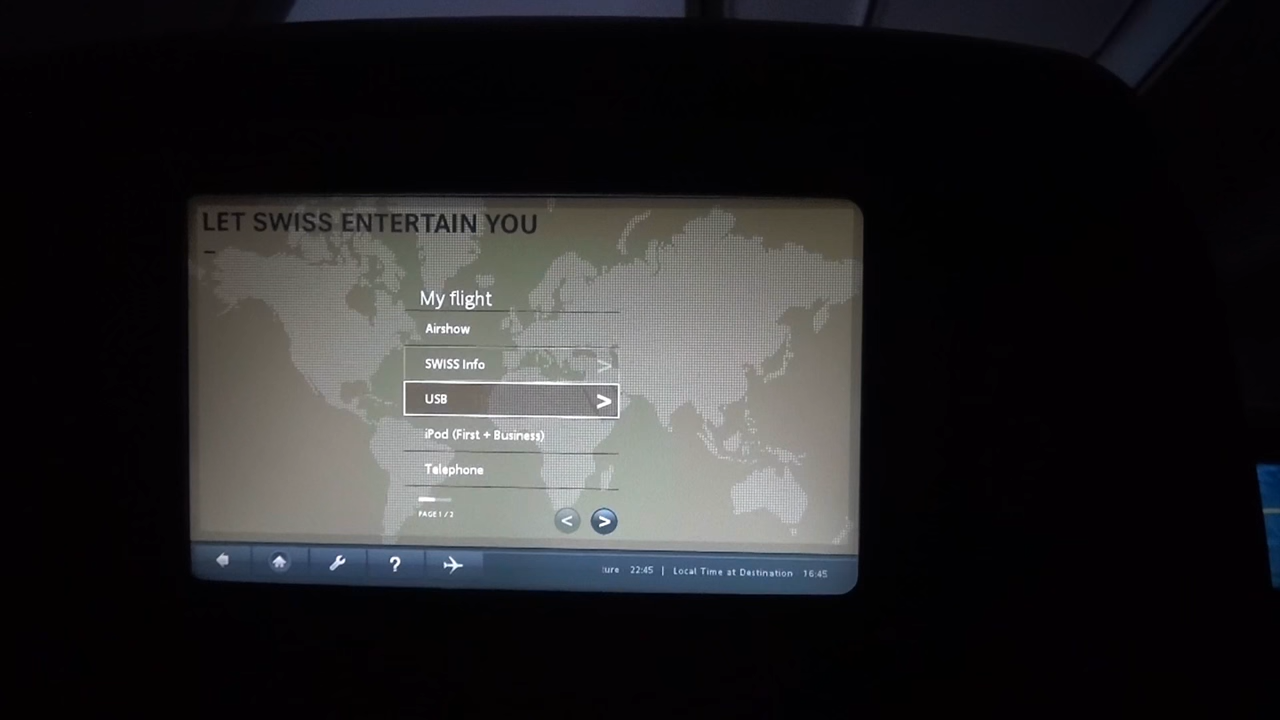 LET SWISS ENTERTAIN YOU
My flight
Airshow
SWISS Info >
USB >
iPod (First + Business)
Telephone
PAGE 1 / 2
< >
? ure 22:45 | Local Time at Destination 16:45